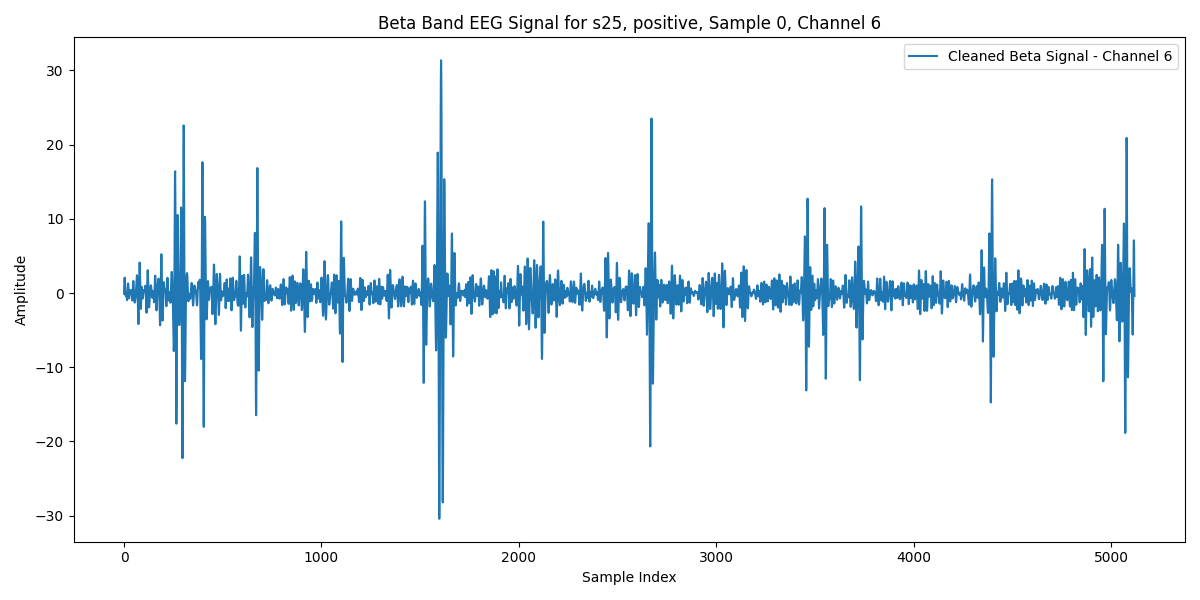 Beta Band EEG Signal for s25, positive, Sample 0, Channel 6
Cleaned Beta Signal - Channel 6
30
20
10
0
−10
−20
−30
Amplitude
0 1000 2000 3000 4000 5000
Sample Index